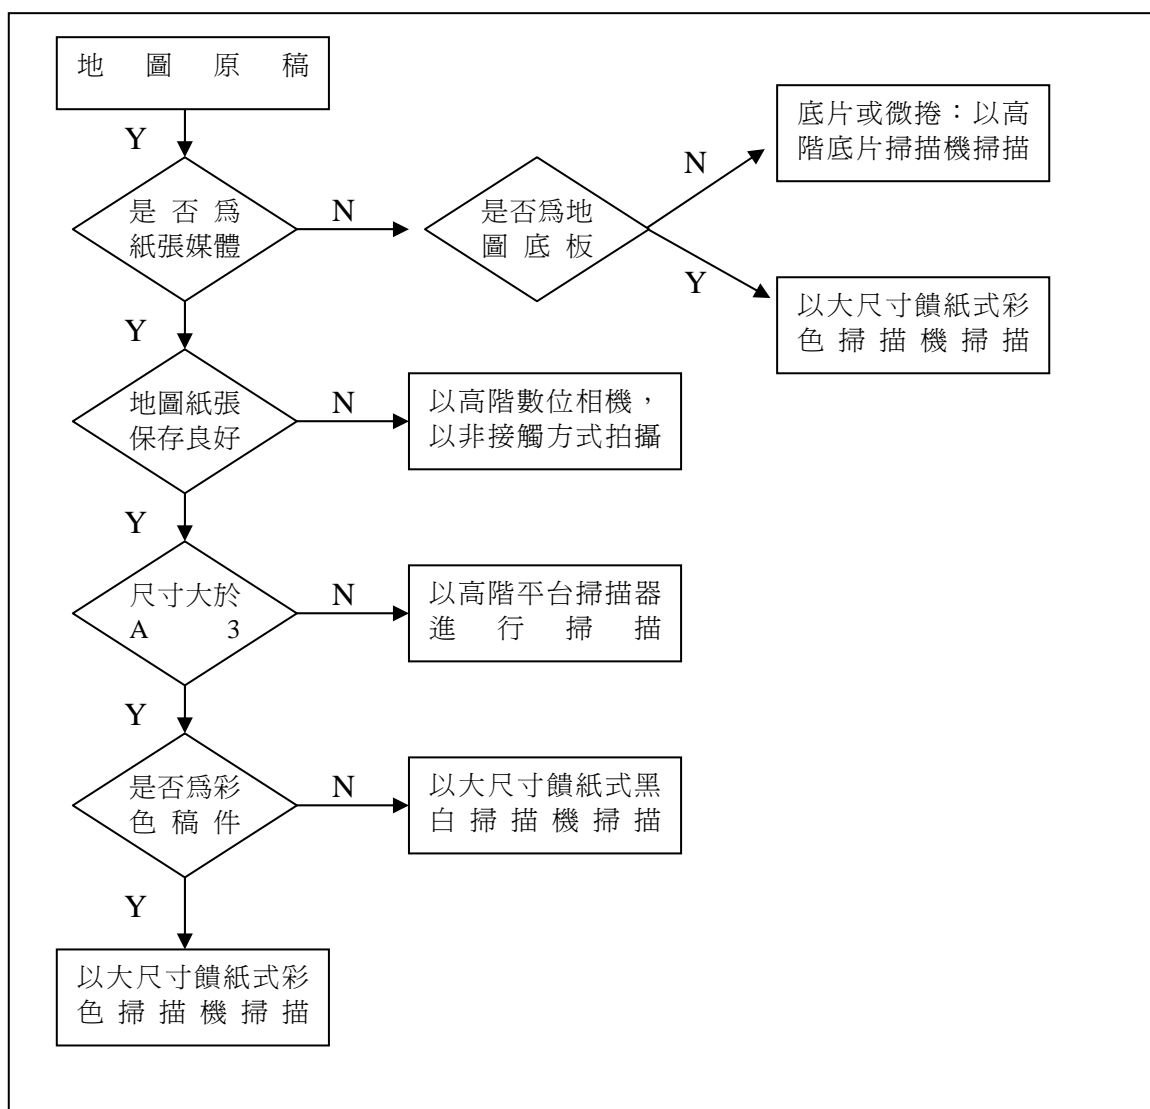 地圖原稿
Y
是否為
紙張媒體
N
是否為地
圖底板
N
底片或微捲：以高
階底片掃描機掃描
Y
以大尺寸饋紙式彩
色掃描機掃描
Y
地圖紙張
保存良好
N
以高階數位相機，
以非接觸方式拍攝
Y
尺寸大於
A3
N
以高階平台掃描器
進行掃描
Y
是否為彩
色稿件
N
以大尺寸饋紙式黑
白掃描機掃描
Y
以大尺寸饋紙式彩
色掃描機掃描